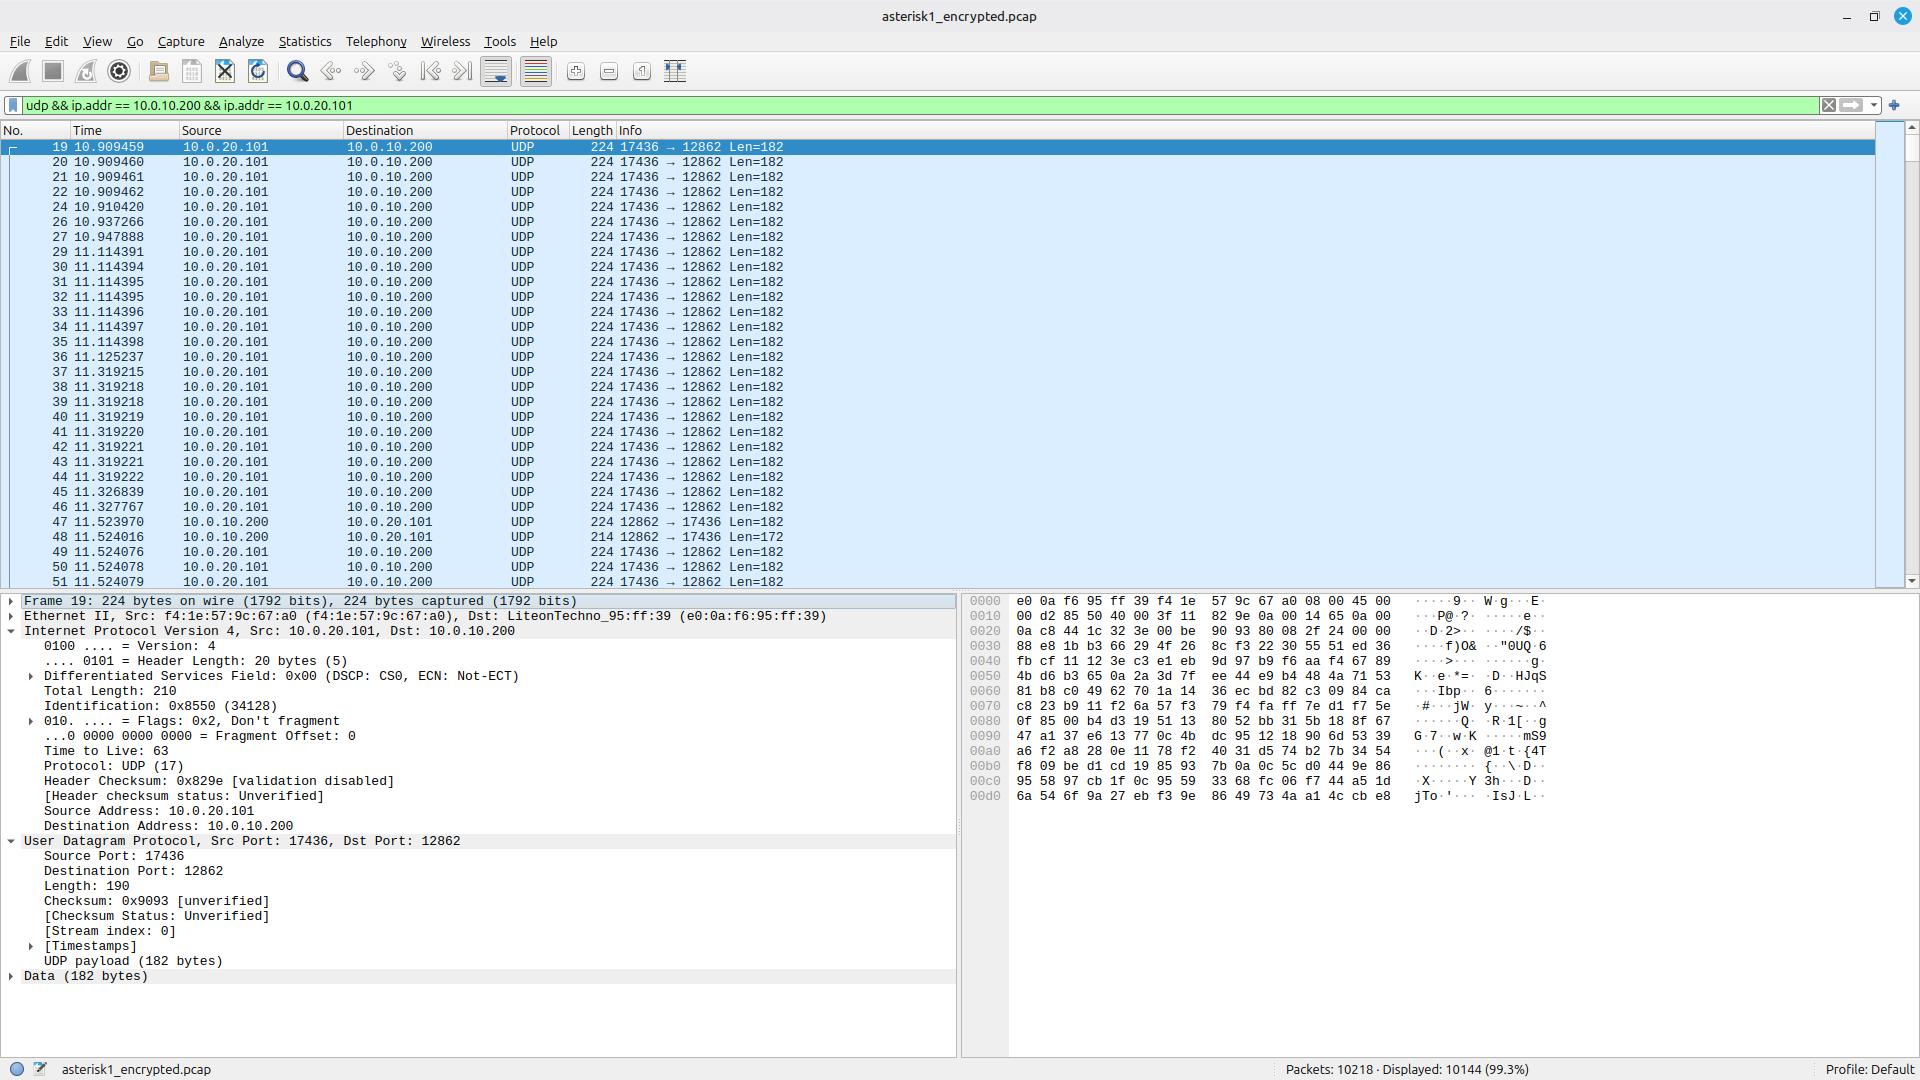 asterisk1_encrypted.pcap
File Edit View Go Capture Analyze Statistics Telephony Wireless Tools Help
udp && ip.addr == 10.0.10.200 && ip.addr == 10.0.20.101
No. Time Source Destination Protocol Length Info
19 10.909459 10.0.20.101 10.0.10.200 UDP 224 17436 → 12862 Len=182
20 10.909460 10.0.20.101 10.0.10.200 UDP 224 17436 → 12862 Len=182
21 10.909461 10.0.20.101 10.0.10.200 UDP 224 17436 → 12862 Len=182
22 10.909462 10.0.20.101 10.0.10.200 UDP 224 17436 → 12862 Len=182
24 10.910420 10.0.20.101 10.0.10.200 UDP 224 17436 → 12862 Len=182
26 10.937266 10.0.20.101 10.0.10.200 UDP 224 17436 → 12862 Len=182
27 10.947888 10.0.20.101 10.0.10.200 UDP 224 17436 → 12862 Len=182
29 11.114391 10.0.20.101 10.0.10.200 UDP 224 17436 → 12862 Len=182
30 11.114394 10.0.20.101 10.0.10.200 UDP 224 17436 → 12862 Len=182
31 11.114395 10.0.20.101 10.0.10.200 UDP 224 17436 → 12862 Len=182
32 11.114395 10.0.20.101 10.0.10.200 UDP 224 17436 → 12862 Len=182
33 11.114396 10.0.20.101 10.0.10.200 UDP 224 17436 → 12862 Len=182
34 11.114397 10.0.20.101 10.0.10.200 UDP 224 17436 → 12862 Len=182
35 11.114398 10.0.20.101 10.0.10.200 UDP 224 17436 → 12862 Len=182
36 11.125237 10.0.20.101 10.0.10.200 UDP 224 17436 → 12862 Len=182
37 11.319215 10.0.20.101 10.0.10.200 UDP 224 17436 → 12862 Len=182
38 11.319218 10.0.20.101 10.0.10.200 UDP 224 17436 → 12862 Len=182
39 11.319218 10.0.20.101 10.0.10.200 UDP 224 17436 → 12862 Len=182
40 11.319219 10.0.20.101 10.0.10.200 UDP 224 17436 → 12862 Len=182
41 11.319220 10.0.20.101 10.0.10.200 UDP 224 17436 → 12862 Len=182
42 11.319221 10.0.20.101 10.0.10.200 UDP 224 17436 → 12862 Len=182
43 11.319221 10.0.20.101 10.0.10.200 UDP 224 17436 → 12862 Len=182
44 11.319222 10.0.20.101 10.0.10.200 UDP 224 17436 → 12862 Len=182
45 11.326839 10.0.20.101 10.0.10.200 UDP 224 17436 → 12862 Len=182
46 11.327767 10.0.20.101 10.0.10.200 UDP 224 17436 → 12862 Len=182
47 11.523970 10.0.10.200 10.0.20.101 UDP 224 12862 → 17436 Len=182
48 11.524016 10.0.10.200 10.0.20.101 UDP 214 12862 → 17436 Len=172
49 11.524076 10.0.20.101 10.0.10.200 UDP 224 17436 → 12862 Len=182
50 11.524078 10.0.20.101 10.0.10.200 UDP 224 17436 → 12862 Len=182
51 11.524079 10.0.20.101 10.0.10.200 UDP 224 17436 → 12862 Len=182
Frame 19: 224 bytes on wire (1792 bits), 224 bytes captured (1792 bits)
Ethernet II, Src: f4:1e:57:9c:67:a0 (f4:1e:57:9c:67:a0), Dst: LiteonTechno_95:ff:39 (e0:0a:f6:95:ff:39)
Internet Protocol Version 4, Src: 10.0.20.101, Dst: 10.0.10.200
0100 .... = Version: 4
.... 0101 = Header Length: 20 bytes (5)
Differentiated Services Field: 0x00 (DSCP: CS0, ECN: Not-ECT)
Total Length: 210
Identification: 0x8550 (34128)
010. .... = Flags: 0x2, Don't fragment
...0 0000 0000 0000 = Fragment Offset: 0
Time to Live: 63
Protocol: UDP (17)
Header Checksum: 0x829e [validation disabled]
[Header checksum status: Unverified]
Source Address: 10.0.20.101
Destination Address: 10.0.10.200
User Datagram Protocol, Src Port: 17436, Dst Port: 12862
Source Port: 17436
Destination Port: 12862
Length: 190
Checksum: 0x9093 [unverified]
[Checksum Status: Unverified]
[Stream index: 0]
[Timestamps]
UDP payload (182 bytes)
Data (182 bytes)
0000 e0 0a f6 95 ff 39 f4 1e 57 9c 67 a0 08 00 45 00 ·····9·· W·g···E·
0010 00 d2 85 50 40 00 3f 11 82 9e 0a 00 14 65 0a 00 ···P@·?· ·····e··
0020 0a c8 44 1c 32 3e 00 be 90 93 80 08 2f 24 00 00 ··D·2>·· ····/$··
0030 88 e8 1b b3 66 29 4f 26 8c f3 22 30 55 51 ed 36 ····f)O& ··"0UQ·6
0040 fb cf 11 12 3e c3 e1 eb 9d 97 b9 f6 aa f4 67 89 ····>··· ······g·
0050 4b d6 b3 65 0a 2a 3d 7f ee 44 e9 b4 48 4a 71 53 K··e·*=· ·D··HJqS
0060 81 b8 c0 49 62 70 1a 14 36 ec bd 82 c3 09 84 ca ···Ibp·· 6·······
0070 c8 23 b9 11 f2 6a 57 f3 79 f4 fa ff 7e d1 f7 5e ·#···jW· y···~··^
0080 0f 85 00 b4 d3 19 51 13 80 52 bb 31 5b 18 8f 67 ······Q· ·R·1[··g
0090 47 a1 37 e6 13 77 0c 4b dc 95 12 18 90 6d 53 39 G·7··w·K ·····mS9
00a0 a6 f2 a8 28 0e 11 78 f2 40 31 d5 74 b2 7b 34 54 ···(··x· @1·t·{4T
00b0 f8 09 be d1 cd 19 85 93 7b 0a 0c 5c d0 44 9e 86 ········ {··\·D··
00c0 95 58 97 cb 1f 0c 95 59 33 68 fc 06 f7 44 a5 1d ·X·····Y 3h···D··
00d0 6a 54 6f 9a 27 eb f3 9e 86 49 73 4a a1 4c cb e8 jTo·'··· ·IsJ·L··
asterisk1_encrypted.pcap
Packets: 10218 · Displayed: 10144 (99.3%)
Profile: Default